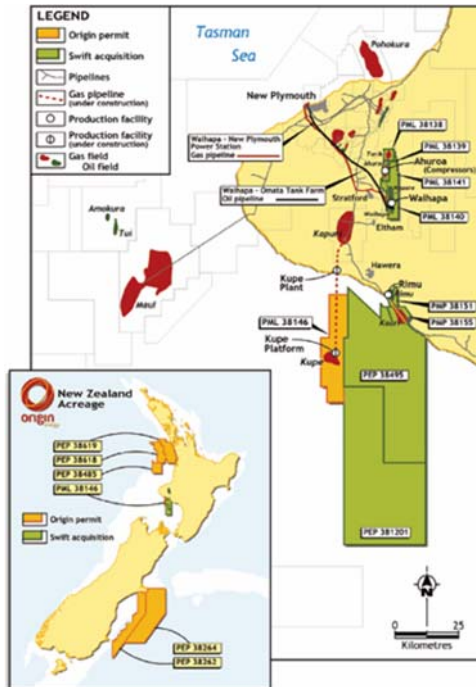 LEGEND
Origin permit
Swift acquisition
Pipelines
Gas pipeline
(under construction)
Production facility
Production facility
(under construction)
Gas field
Oil field
Tasman
Sea
Pohokura
New Plymouth
PML 38138
PML 38139
Ahuroa
(Compressors)
PML 38141
Waihapa
PML 38140
Waihapa - New Plymouth
Power Station
Gas pipeline
Waihapa - Omata Tank Farm
Oil pipeline
Stratford
Eltham
Kapuni
Amokura
Tui
Maui
Hawera
Kupe
Plant
Rimu
Rimu
Kauri
PMP 38151
PMP 38155
PML 38146
Kupe
Platform
Kupe
PEP 38495
PEP 381201
N
0
25
Kilometres
origin
energy
New Zealand
Acreage
PEP 38619
PEP 38618
PEP 38485
PML 38146
Origin permit
Swift acquisition
PEP 38264
PEP 38262